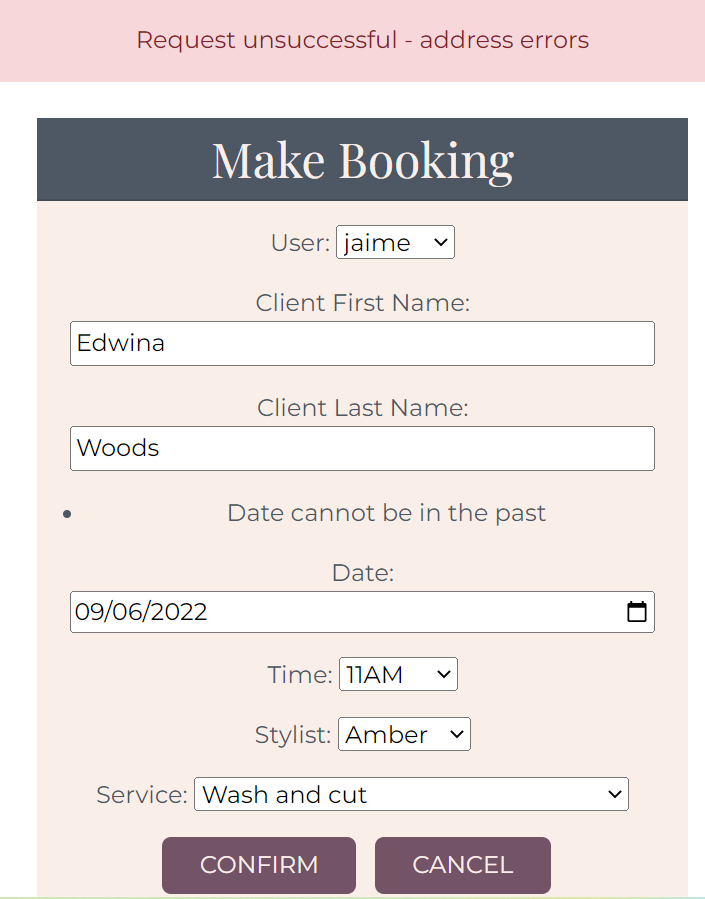 Request unsuccessful - address errors
Make Booking
User: jaime
Client First Name:
Edwina
Client Last Name:
Woods
• Date cannot be in the past
Date:
09/06/2022
Time: 11AM
Stylist: Amber
Service: Wash and cut
CONFIRM CANCEL